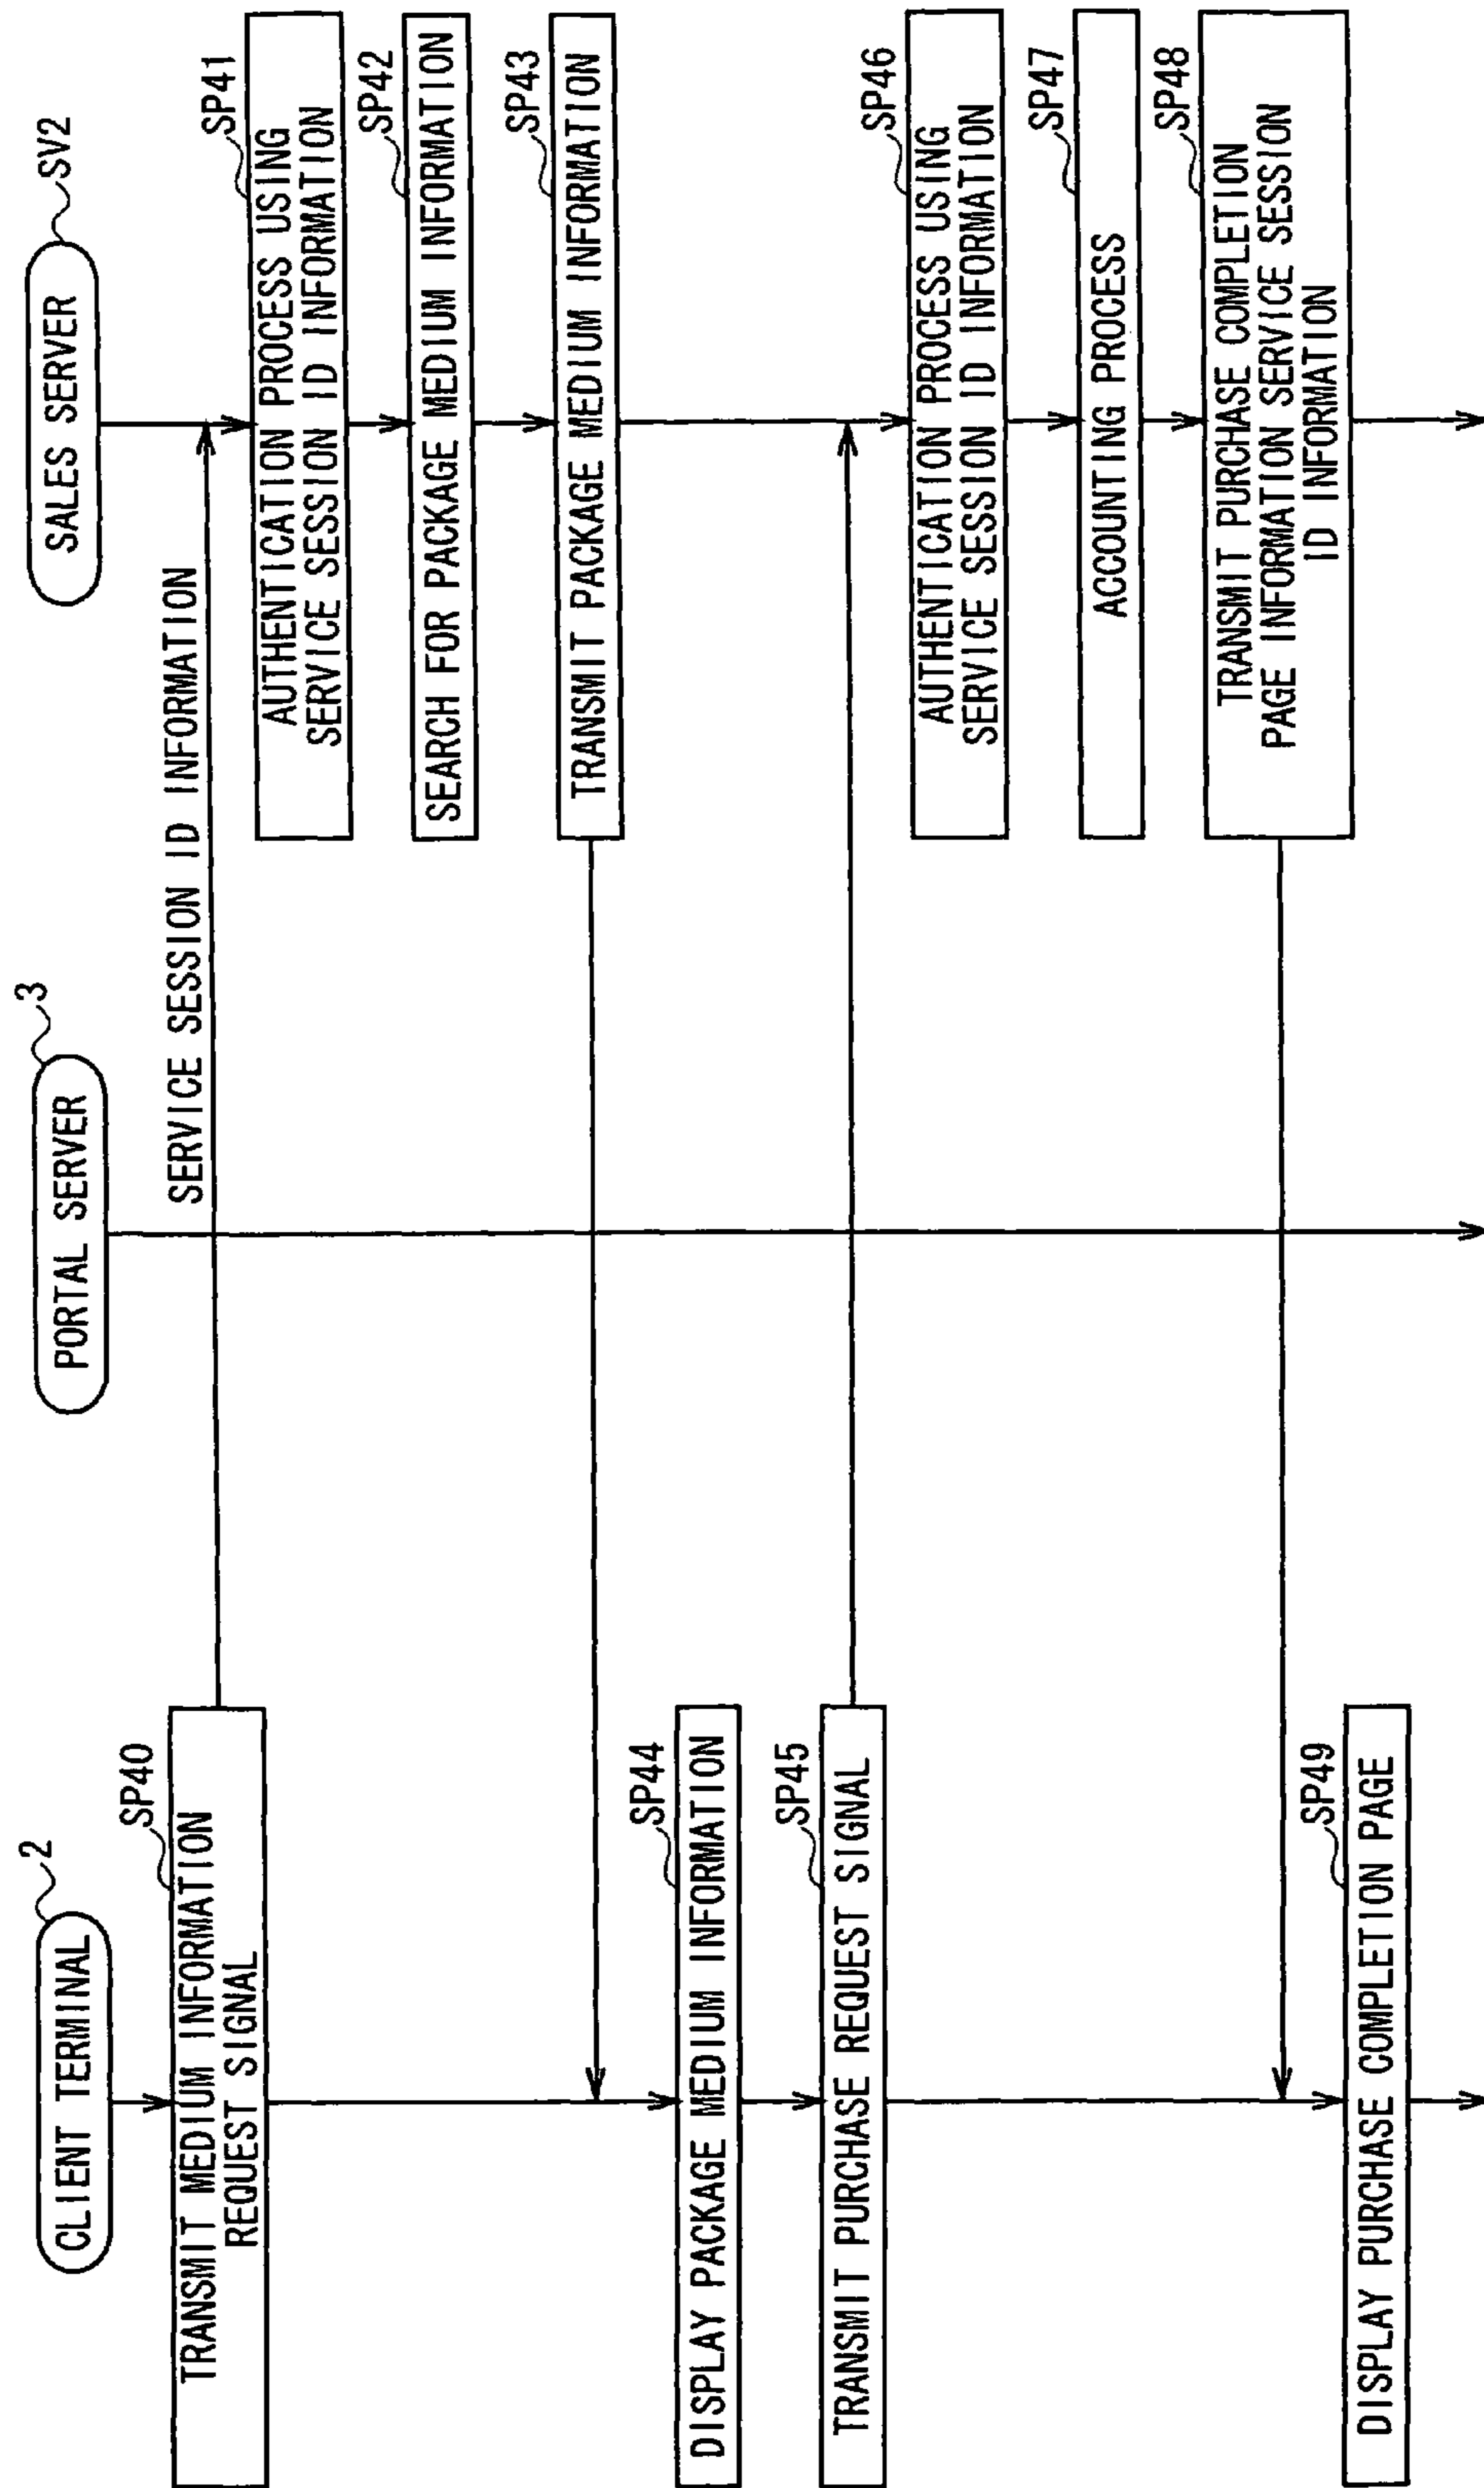 CLIENT TERMINAL
2
PORTAL SERVER
3
SALES SERVER
SV2
SP40
TRANSMIT MEDIUM INFORMATION
REQUEST SIGNAL
SERVICE SESSION ID INFORMATION
SP41
AUTHENTICATION PROCESS USING
SERVICE SESSION ID INFORMATION
SP42
SEARCH FOR PACKAGE MEDIUM INFORMATION
SP43
TRANSMIT PACKAGE MEDIUM INFORMATION
SP44
DISPLAY PACKAGE MEDIUM INFORMATION
SP45
TRANSMIT PURCHASE REQUEST SIGNAL
SP46
AUTHENTICATION PROCESS USING
SERVICE SESSION ID INFORMATION
SP47
ACCOUNTING PROCESS
SP48
TRANSMIT PURCHASE COMPLETION
PAGE INFORMATION SERVICE SESSION
ID INFORMATION
SP49
DISPLAY PURCHASE COMPLETION PAGE